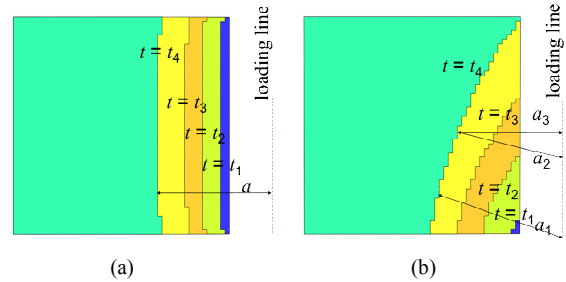 t = t4
t = t3
t = t2
t = t1
a
loading line
(a)
t = t4
t = t3
t = t2
t = t1
a3
a2
a1
loading line
(b)